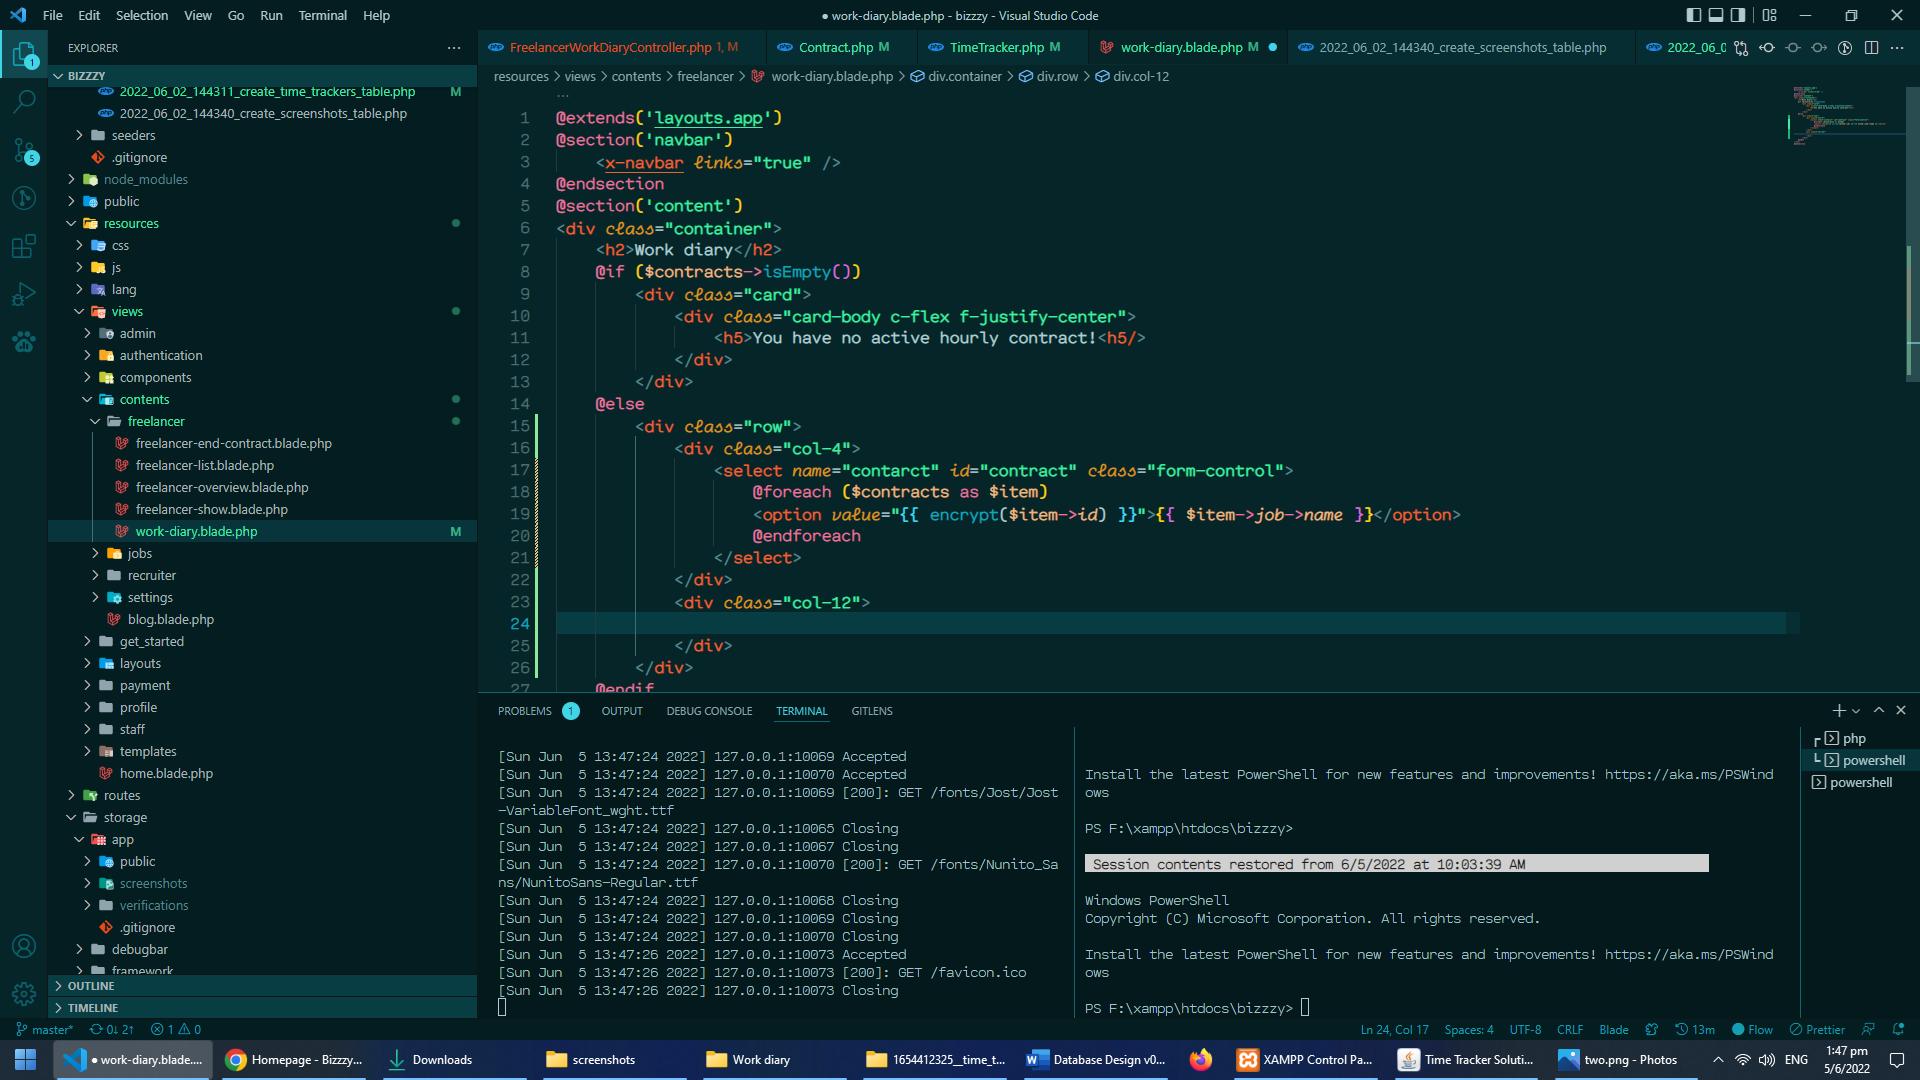 File Edit Selection View Go Run Terminal Help
● work-diary.blade.php - bizzzy - Visual Studio Code
EXPLORER
BIZZZY
2022_06_02_144311_create_time_trackers_table.php M
2022_06_02_144340_create_screenshots_table.php
seeders
.gitignore
node_modules
public
resources
css
js
lang
views
admin
authentication
components
contents
freelancer
freelancer-end-contract.blade.php
freelancer-list.blade.php
freelancer-overview.blade.php
freelancer-show.blade.php
work-diary.blade.php M
jobs
recruiter
settings
blog.blade.php
get_started
layouts
payment
profile
staff
templates
home.blade.php
routes
storage
app
public
screenshots
verifications
.gitignore
debugbar
framework
OUTLINE
TIMELINE
1
5
FreelancerWorkDiaryController.php 1, M
Contract.php M
TimeTracker.php M
work-diary.blade.php M
2022_06_02_144340_create_screenshots_table.php
2022_06_0
resources > views > contents > freelancer > work-diary.blade.php > div.container > div.row > div.col-12
1 @extends('layouts.app')
2 @section('navbar')
3 <x-navbar links="true" />
4 @endsection
5 @section('content')
6 <div class="container">
7 <h2>Work diary</h2>
8 @if ($contracts->isEmpty())
9 <div class="card">
10 <div class="card-body c-flex f-justify-center">
11 <h5>You have no active hourly contract!<h5/>
12 </div>
13 </div>
14 @else
15 <div class="row">
16 <div class="col-4">
17 <select name="contarct" id="contract" class="form-control">
18 @foreach ($contracts as $item)
19 <option value="{{ encrypt($item->id) }}">{{ $item->job->name }}</option>
20 @endforeach
21 </select>
22 </div>
23 <div class="col-12">
24
25 </div>
26 </div>
27 @endif
PROBLEMS 1 OUTPUT DEBUG CONSOLE TERMINAL GITLENS
[Sun Jun  5 13:47:24 2022] 127.0.0.1:10069 Accepted
[Sun Jun  5 13:47:24 2022] 127.0.0.1:10070 Accepted
[Sun Jun  5 13:47:24 2022] 127.0.0.1:10069 [200]: GET /fonts/Jost/Jost
-VariableFont_wght.ttf
[Sun Jun  5 13:47:24 2022] 127.0.0.1:10065 Closing
[Sun Jun  5 13:47:24 2022] 127.0.0.1:10067 Closing
[Sun Jun  5 13:47:24 2022] 127.0.0.1:10070 [200]: GET /fonts/Nunito_Sa
ns/NunitoSans-Regular.ttf
[Sun Jun  5 13:47:24 2022] 127.0.0.1:10068 Closing
[Sun Jun  5 13:47:24 2022] 127.0.0.1:10069 Closing
[Sun Jun  5 13:47:24 2022] 127.0.0.1:10070 Closing
[Sun Jun  5 13:47:26 2022] 127.0.0.1:10073 Accepted
[Sun Jun  5 13:47:26 2022] 127.0.0.1:10073 [200]: GET /favicon.ico
[Sun Jun  5 13:47:26 2022] 127.0.0.1:10073 Closing
Install the latest PowerShell for new features and improvements! https://aka.ms/PSWind
ows
PS F:\xampp\htdocs\bizzzy>
Session contents restored from 6/5/2022 at 10:03:39 AM
Windows PowerShell
Copyright (C) Microsoft Corporation. All rights reserved.
Install the latest PowerShell for new features and improvements! https://aka.ms/PSWind
ows
PS F:\xampp\htdocs\bizzzy>
php
powershell
powershell
master* 0↓ 2↑ 1 0
Ln 24, Col 17 Spaces: 4 UTF-8 CRLF Blade 13m Flow Prettier
● work-diary.blade....
Homepage - Bizzzy...
Downloads
screenshots
Work diary
1654412325__time_t...
Database Design v0...
XAMPP Control Pa...
Time Tracker Soluti...
two.png - Photos
ENG
1:47 pm
5/6/2022